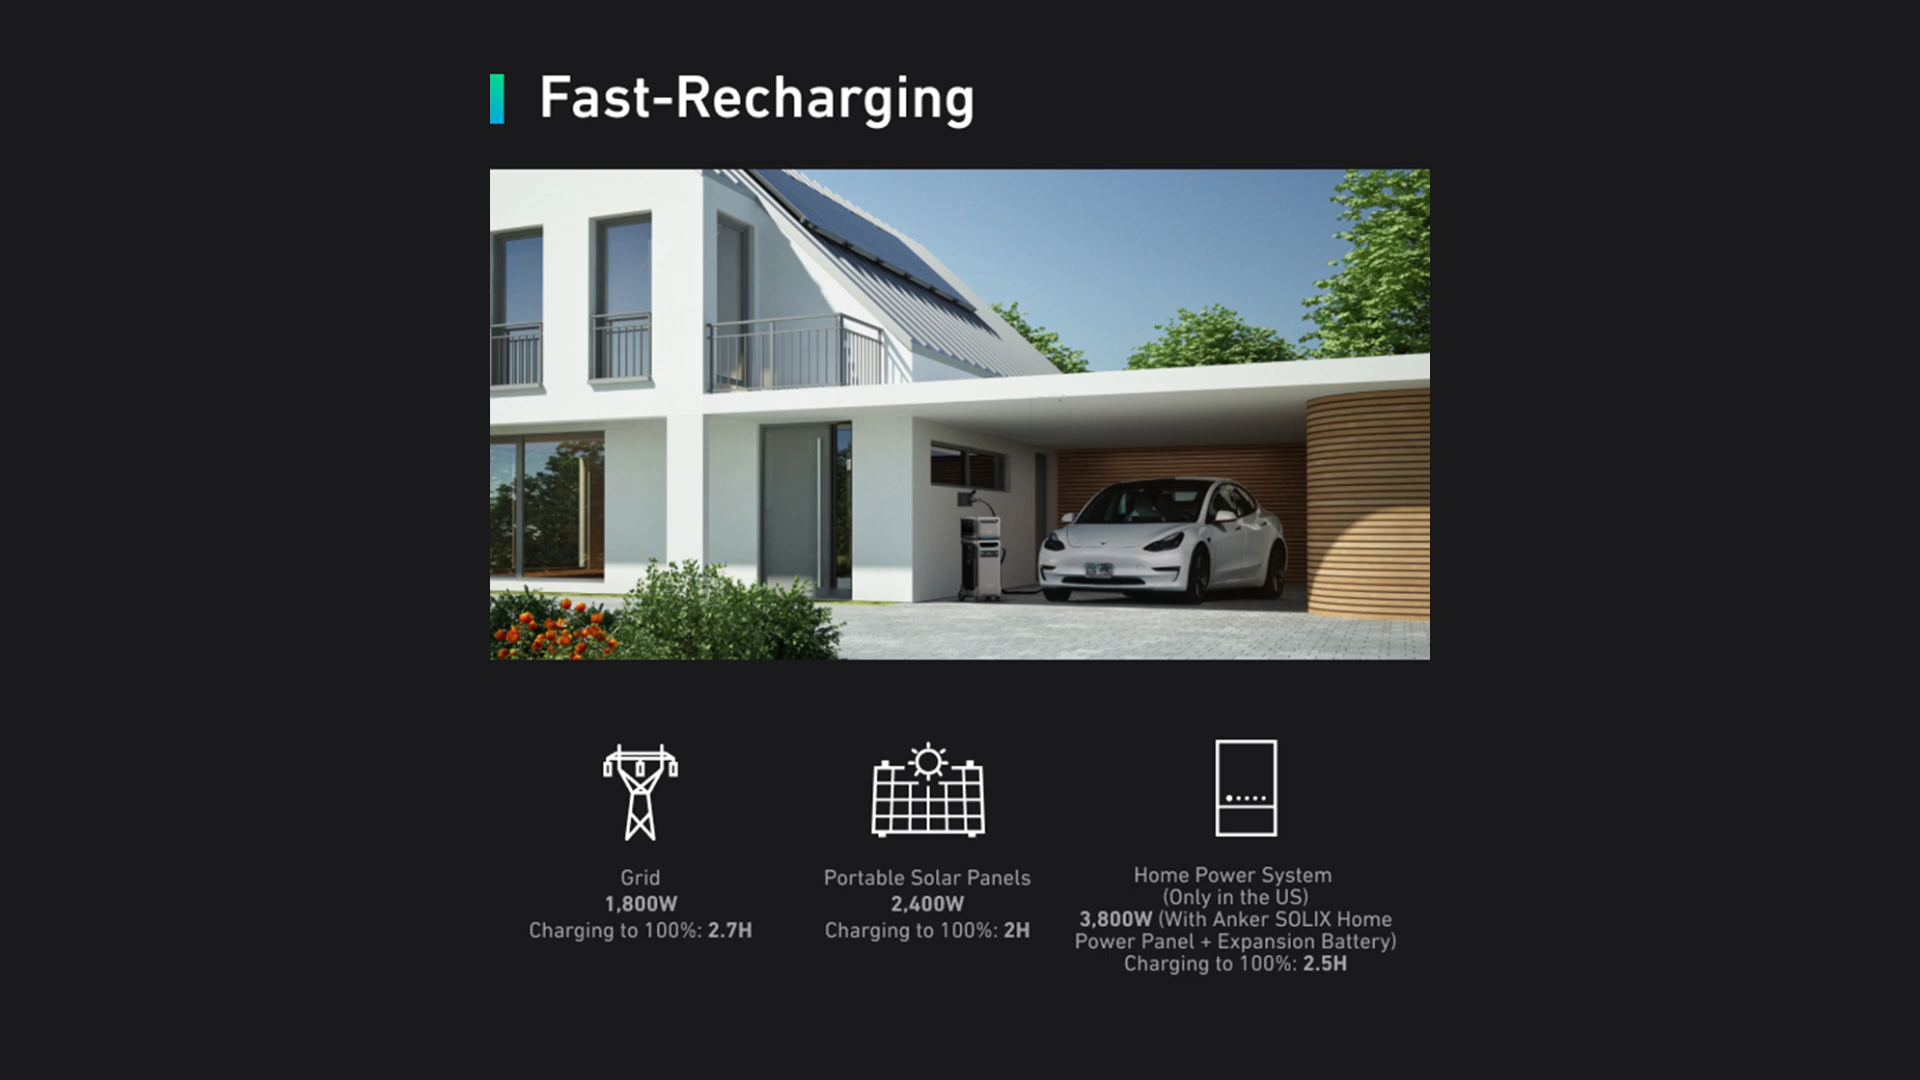 Fast-Recharging
Grid
1,800W
Charging to 100%: 2.7H
Portable Solar Panels
2,400W
Charging to 100%: 2H
Home Power System
(Only in the US)
3,800W (With Anker SOLIX Home
Power Panel + Expansion Battery)
Charging to 100%: 2.5H